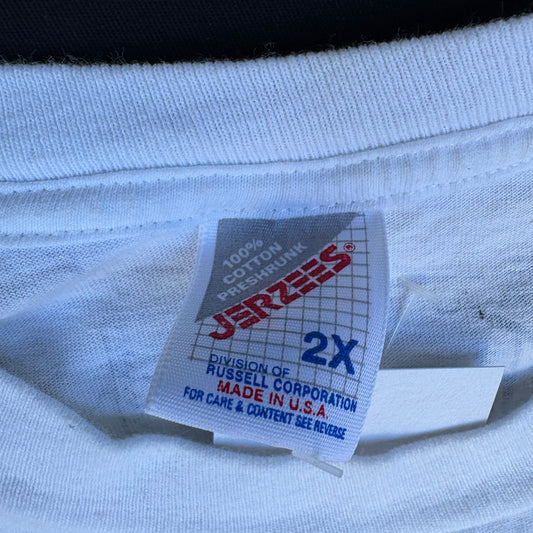 100%
COTTON
PRESHRUNK
JERZEES®
2X
DIVISION OF
RUSSELL CORPORATION
MADE IN U.S.A.
FOR CARE & CONTENT SEE REVERSE